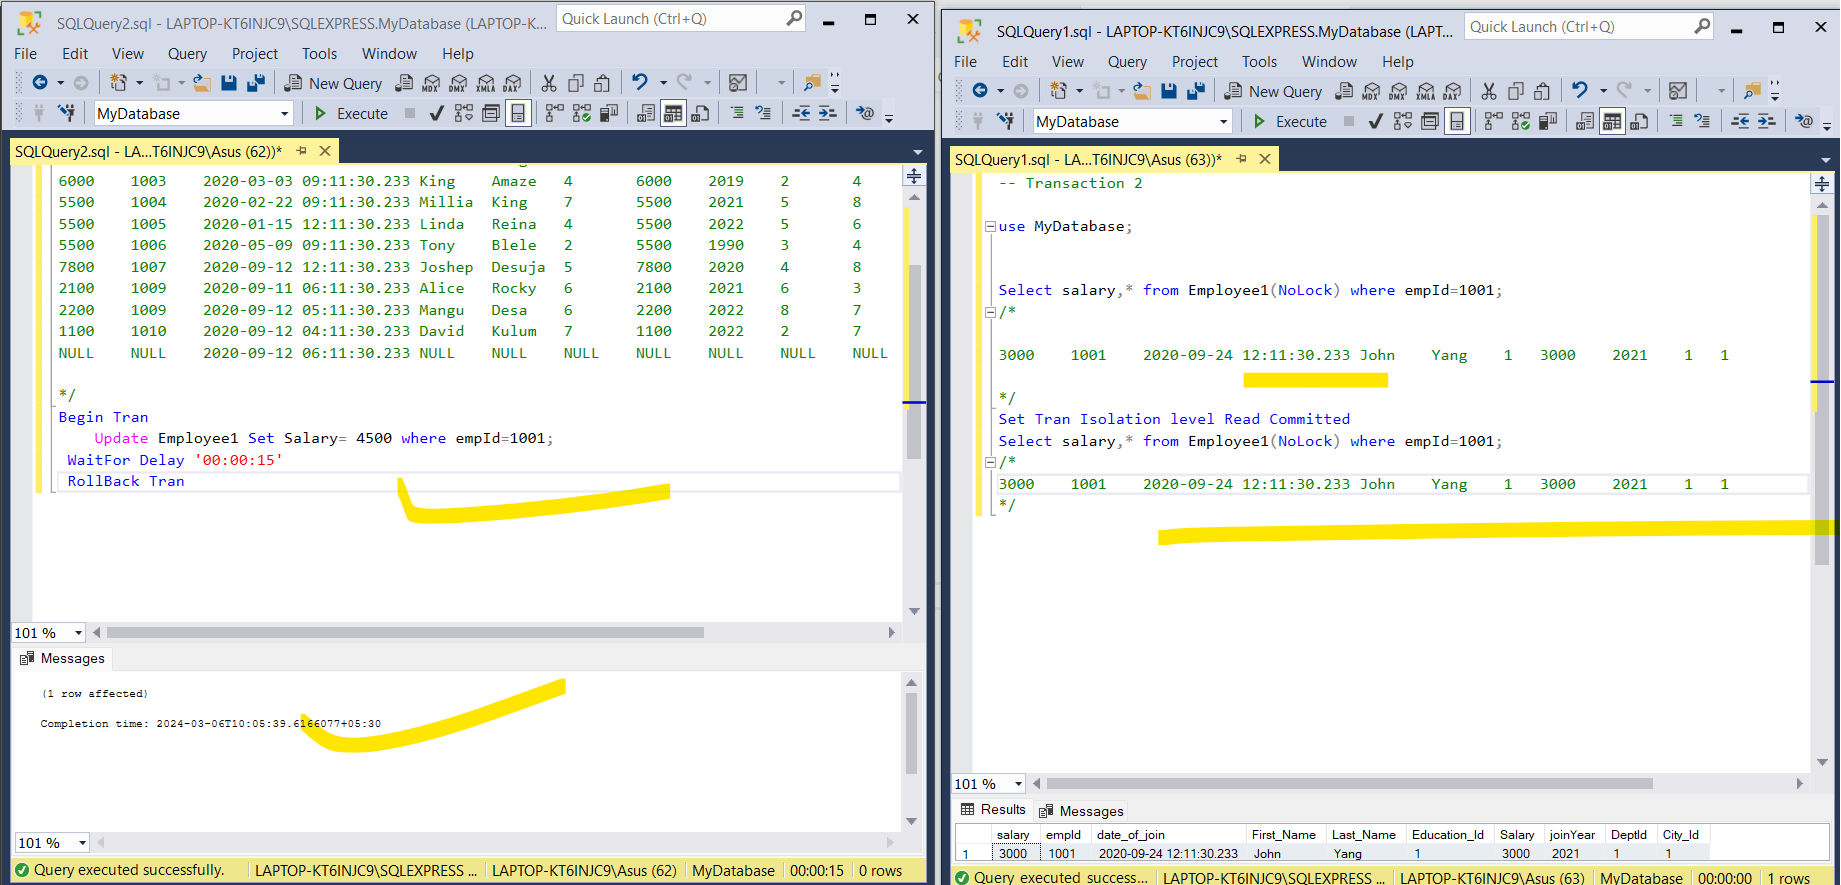 SQLQuery2.sql - LAPTOP-KT6INJC9\SQLEXPRESS.MyDatabase (LAPTOP-K...
Quick Launch (Ctrl+Q)
File Edit View Query Project Tools Window Help
New Query MDX DMX XMLA DAX
MyDatabase Execute
SQLQuery2.sql - LA...T6INJC9\Asus (62))*
6000 1003 2020-03-03 09:11:30.233 King Amaze 4 6000 2019 2 4
5500 1004 2020-02-22 09:11:30.233 Millia King 7 5500 2021 5 8
5500 1005 2020-01-15 12:11:30.233 Linda Reina 4 5500 2022 5 6
5500 1006 2020-05-09 09:11:30.233 Tony Blele 2 5500 1990 3 4
7800 1007 2020-09-12 12:11:30.233 Joshep Desuja 5 7800 2020 4 8
2100 1009 2020-09-11 06:11:30.233 Alice Rocky 6 2100 2021 6 3
2200 1009 2020-09-12 05:11:30.233 Mangu Desa 6 2200 2022 8 7
1100 1010 2020-09-12 04:11:30.233 David Kulum 7 1100 2022 2 7
NULL NULL 2020-09-12 06:11:30.233 NULL NULL NULL NULL NULL NULL NULL
*/
Begin Tran
Update Employee1 Set Salary= 4500 where empId=1001;
WaitFor Delay '00:00:15'
RollBack Tran
101 %
Messages
(1 row affected)
Completion time: 2024-03-06T10:05:39.6166077+05:30
101 %
Query executed successfully. LAPTOP-KT6INJC9\SQLEXPRESS ... LAPTOP-KT6INJC9\Asus (62) MyDatabase 00:00:15 0 rows
SQLQuery1.sql - LAPTOP-KT6INJC9\SQLEXPRESS.MyDatabase (LAPT...
Quick Launch (Ctrl+Q)
File Edit View Query Project Tools Window Help
New Query MDX DMX XMLA DAX
MyDatabase Execute
SQLQuery1.sql - LA...T6INJC9\Asus (63))*
-- Transaction 2
use MyDatabase;
Select salary,* from Employee1(NoLock) where empId=1001;
/*
3000 1001 2020-09-24 12:11:30.233 John Yang 1 3000 2021 1 1
*/
Set Tran Isolation level Read Committed
Select salary,* from Employee1(NoLock) where empId=1001;
/*
3000 1001 2020-09-24 12:11:30.233 John Yang 1 3000 2021 1 1
*/
101 %
Results Messages
salary empId date_of_join First_Name Last_Name Education_Id Salary joinYear DeptId City_Id
1 3000 1001 2020-09-24 12:11:30.233 John Yang 1 3000 2021 1 1
Query executed success... LAPTOP-KT6INJC9\SQLEXPRESS ... LAPTOP-KT6INJC9\Asus (63) MyDatabase 00:00:00 1 rows